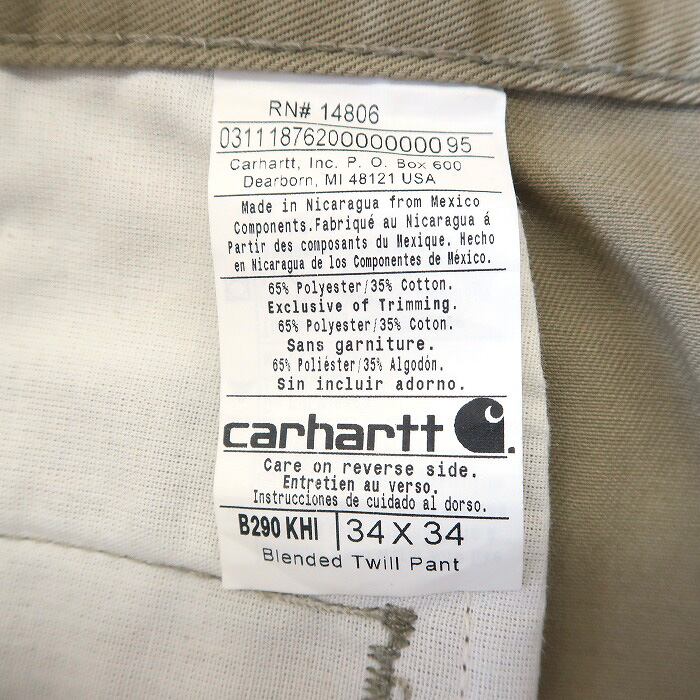 RN# 14806
0311187620000000095
Carhartt, Inc. P. O. Box 600
Dearborn, MI 48121 USA
Made in Nicaragua from Mexico
Components.Fabriqué au Nicaragua á
Partir des composants du Mexique. Hecho
en Nicaragua de los Componentes de México.
65% Polyester/35% Cotton.
Exclusive of Trimming.
65% Polyester/35% Coton.
Sans garniture.
65% Poliéster/35% Algodón.
Sin incluir adorno.
carhartt
Care on reverse side.
Entretien au verso.
Instrucciones de cuidado al dorso.
B290 KHI 34 X 34
Blended Twill Pant